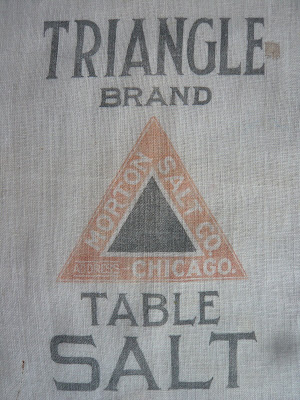 TRIANGLE
BRAND
MORTON
SALT CO.
CHICAGO.
TABLE
SALT